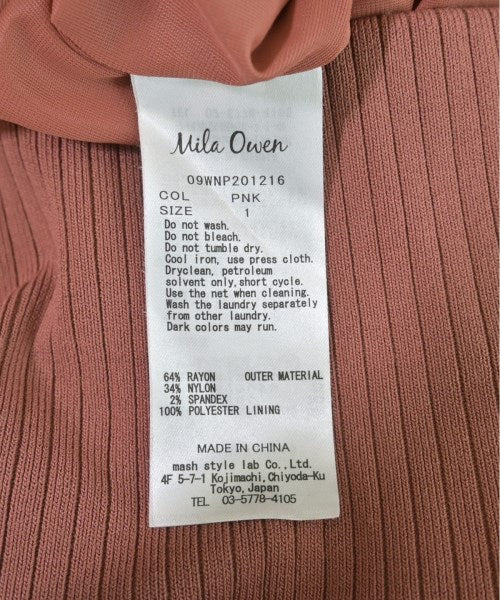 Mila Owen
09WNP201216
COL PNK
SIZE 1
Do not wash.
Do not bleach.
Do not tumble dry.
Cool iron, use press cloth.
Dryclean, petroleum
solvent only, short cycle.
Use the net when cleaning.
Wash the laundry separately
from other laundry.
Dark colors may run.
64% RAYON OUTER MATERIAL
34% NYLON
2% SPANDEX
100% POLYESTER LINING
MADE IN CHINA
mash style lab Co., Ltd.
4F 5-7-1 Kojimachi, Chiyoda-Ku
Tokyo, Japan
TEL 03-5778-4105